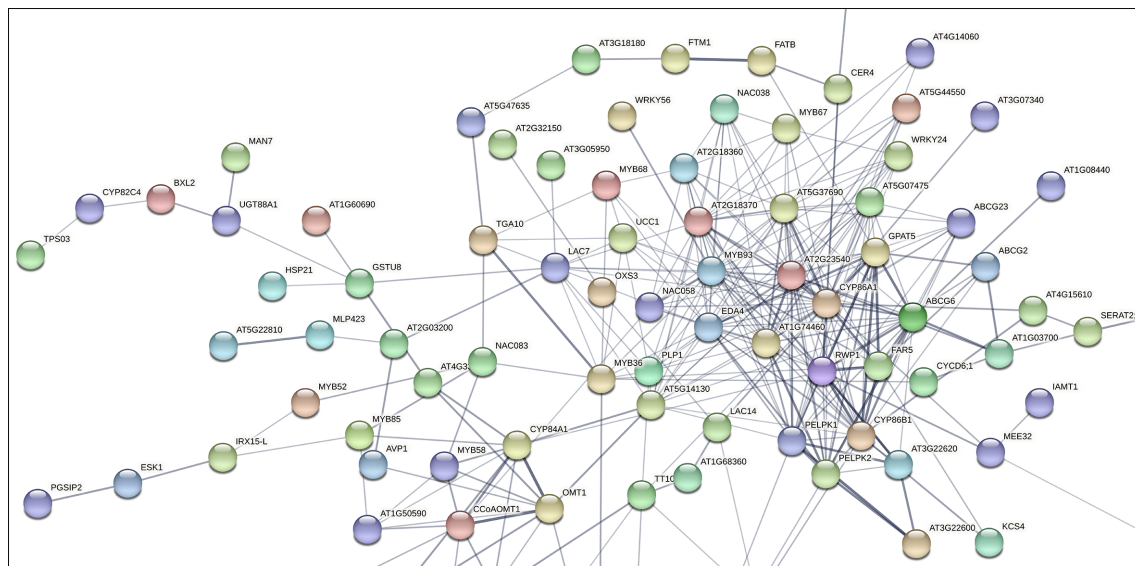 AT3G18180
FTM1
FATB
AT4G14060
CER4
AT5G47635
WRKY56
NAC038
AT5G44550
AT3G07340
MYB67
AT2G32150
MAN7
AT3G05950
AT2G18360
WRKY24
MYB68
AT1G08440
BXL2
CYP82C4
AT5G37690
AT5G07475
UGT88A1
AT1G60690
AT2G18370
ABCG23
TGA10
UCC1
GPAT5
TPS03
LAC7
MYB93
AT2G23540
ABCG2
HSP21
GSTU8
OXS3
CYP86A1
NAC058
AT4G15610
ABCG6
SERAT2
EDA4
AT5G22810
MLP423
AT2G03200
AT1G74460
AT1G03700
NAC083
MYB36
PLP1
RWP1
FAR5
CYCD6;1
AT4G3
MYB52
AT5G14130
IAMT1
MYB85
LAC14
CYP84A1
PELPK1
CYP86B1
IRX15-L
AVP1
MYB58
MEE32
AT1G68360
PELPK2
AT3G22620
ESK1
PGSIP2
TT10
OMT1
AT1G50590
CCoAOMT1
AT3G22600
KCS4